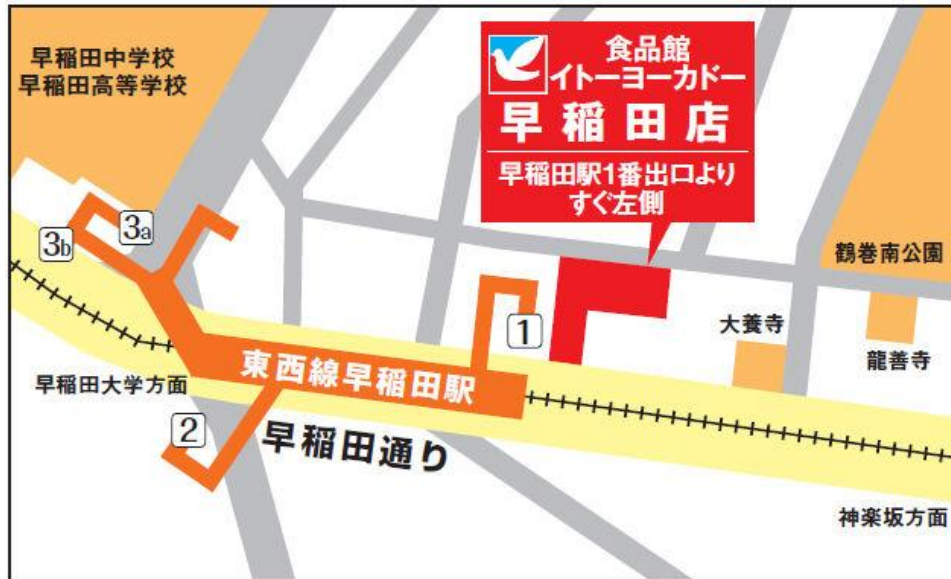 早稲田中学校
早稲田高等学校
食品館
イトーヨーカドー
早稲田店
早稲田駅1番出口より
すぐ左側
3a
3b
鶴巻南公園
1
大養寺
龍善寺
東西線早稲田駅
早稲田大学方面
2
早稲田通り
神楽坂方面